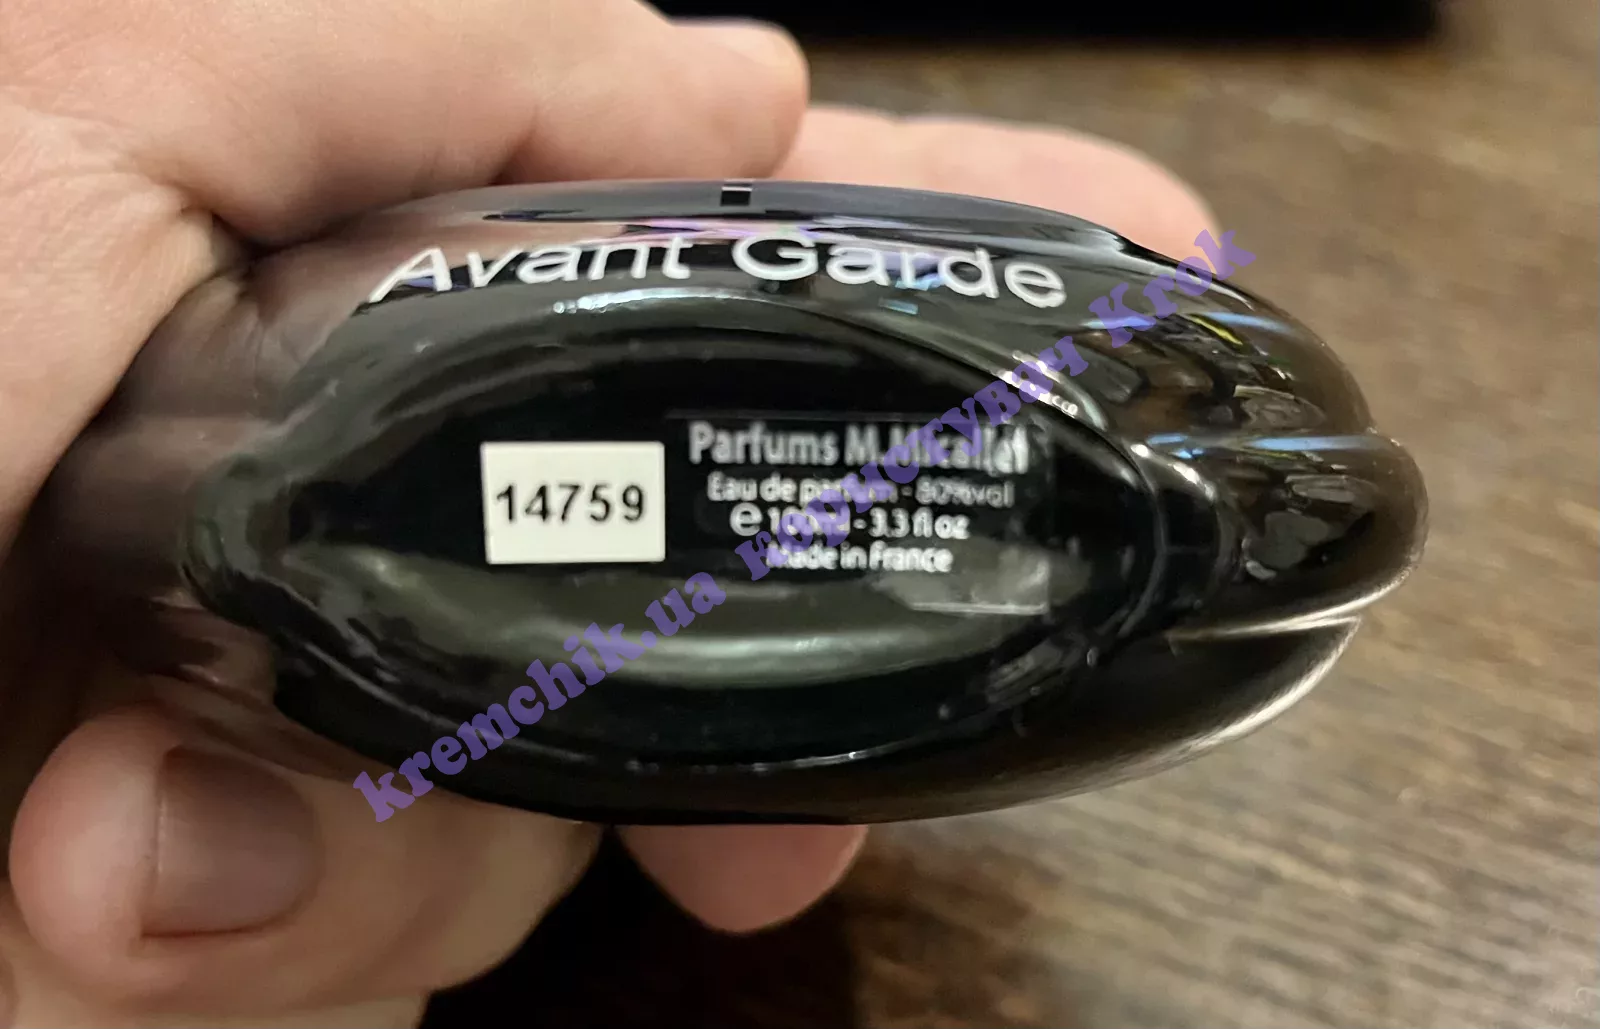 Avant Garde
14759
Parfums M.Micallef
Eau de parfum - 80%vol
e 100ml - 3.3 fl oz
Made in France
kremchik.ua користувач Krok